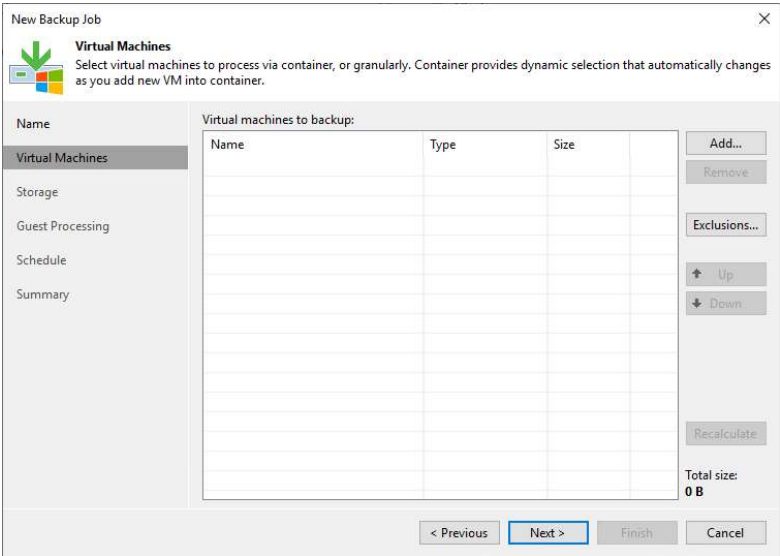 New Backup Job
Virtual Machines
Select virtual machines to process via container, or granularly. Container provides dynamic selection that automatically changes
as you add new VM into container.
Name
Virtual Machines
Storage
Guest Processing
Schedule
Summary
Virtual machines to backup:
Name Type Size
Add...
Remove
Exclusions...
Up
Down
Recalculate
Total size:
0 B
< Previous Next > Finish Cancel